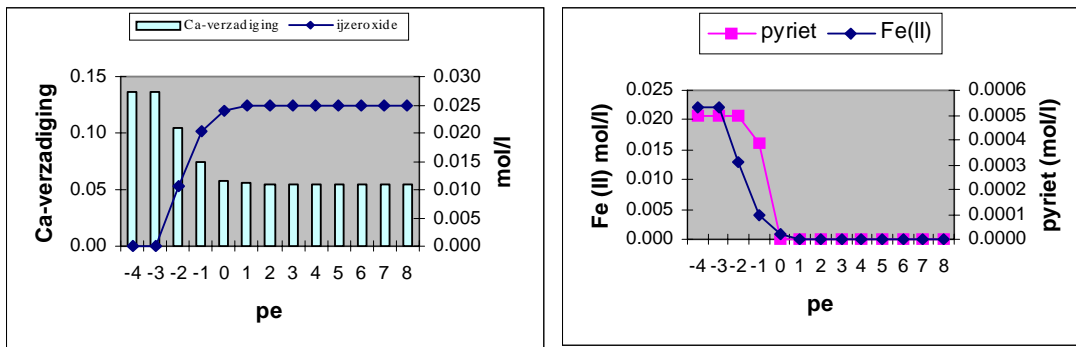 Ca-verzadiging ijzeroxide
Ca-verzadiging
0.15
0.10
0.05
0.00
0.030
0.025
0.020
0.015
0.010
0.005
0.000
mol/l
-4 -3 -2 -1 0 1 2 3 4 5 6 7 8
pe
pyriet Fe(II)
Fe (II) mol/l
0.025
0.020
0.015
0.010
0.005
0.000
0.0006
0.0005
0.0004
0.0003
0.0002
0.0001
0.0000
pyriet (mol/l)
-4 -3 -2 -1 0 1 2 3 4 5 6 7 8
pe